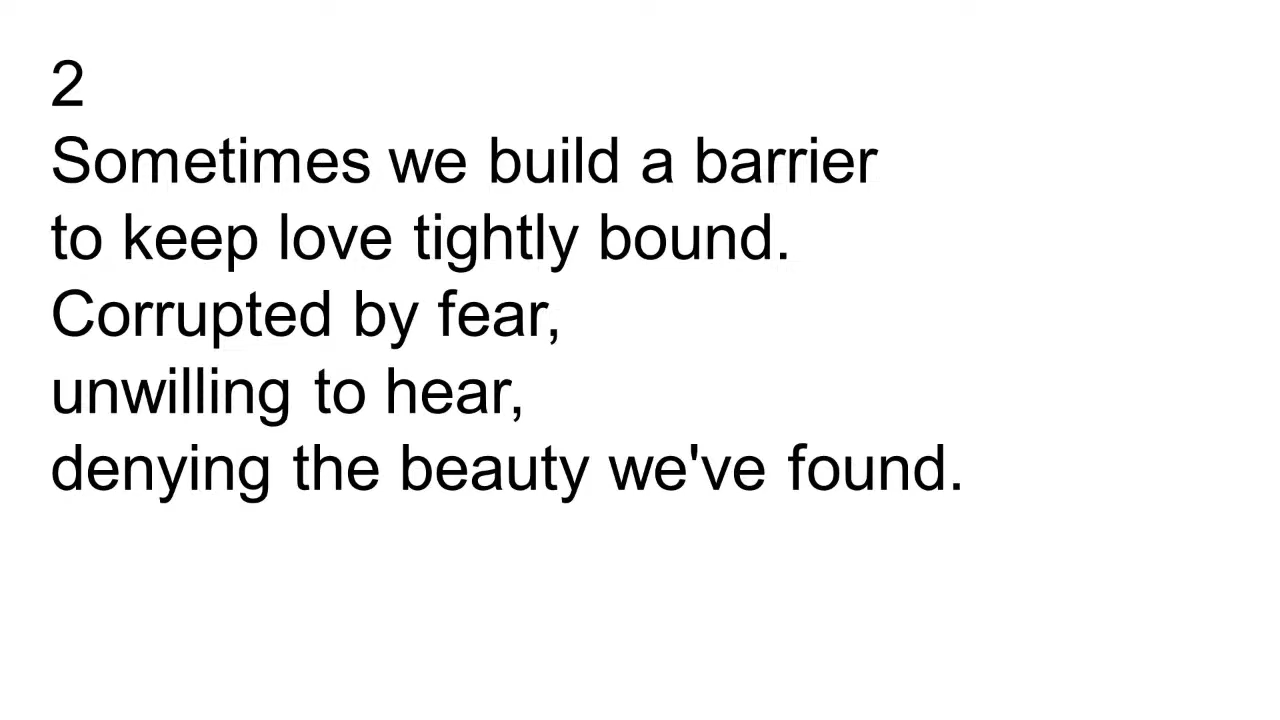 2
Sometimes we build a barrier
to keep love tightly bound.
Corrupted by fear,
unwilling to hear,
denying the beauty we've found.